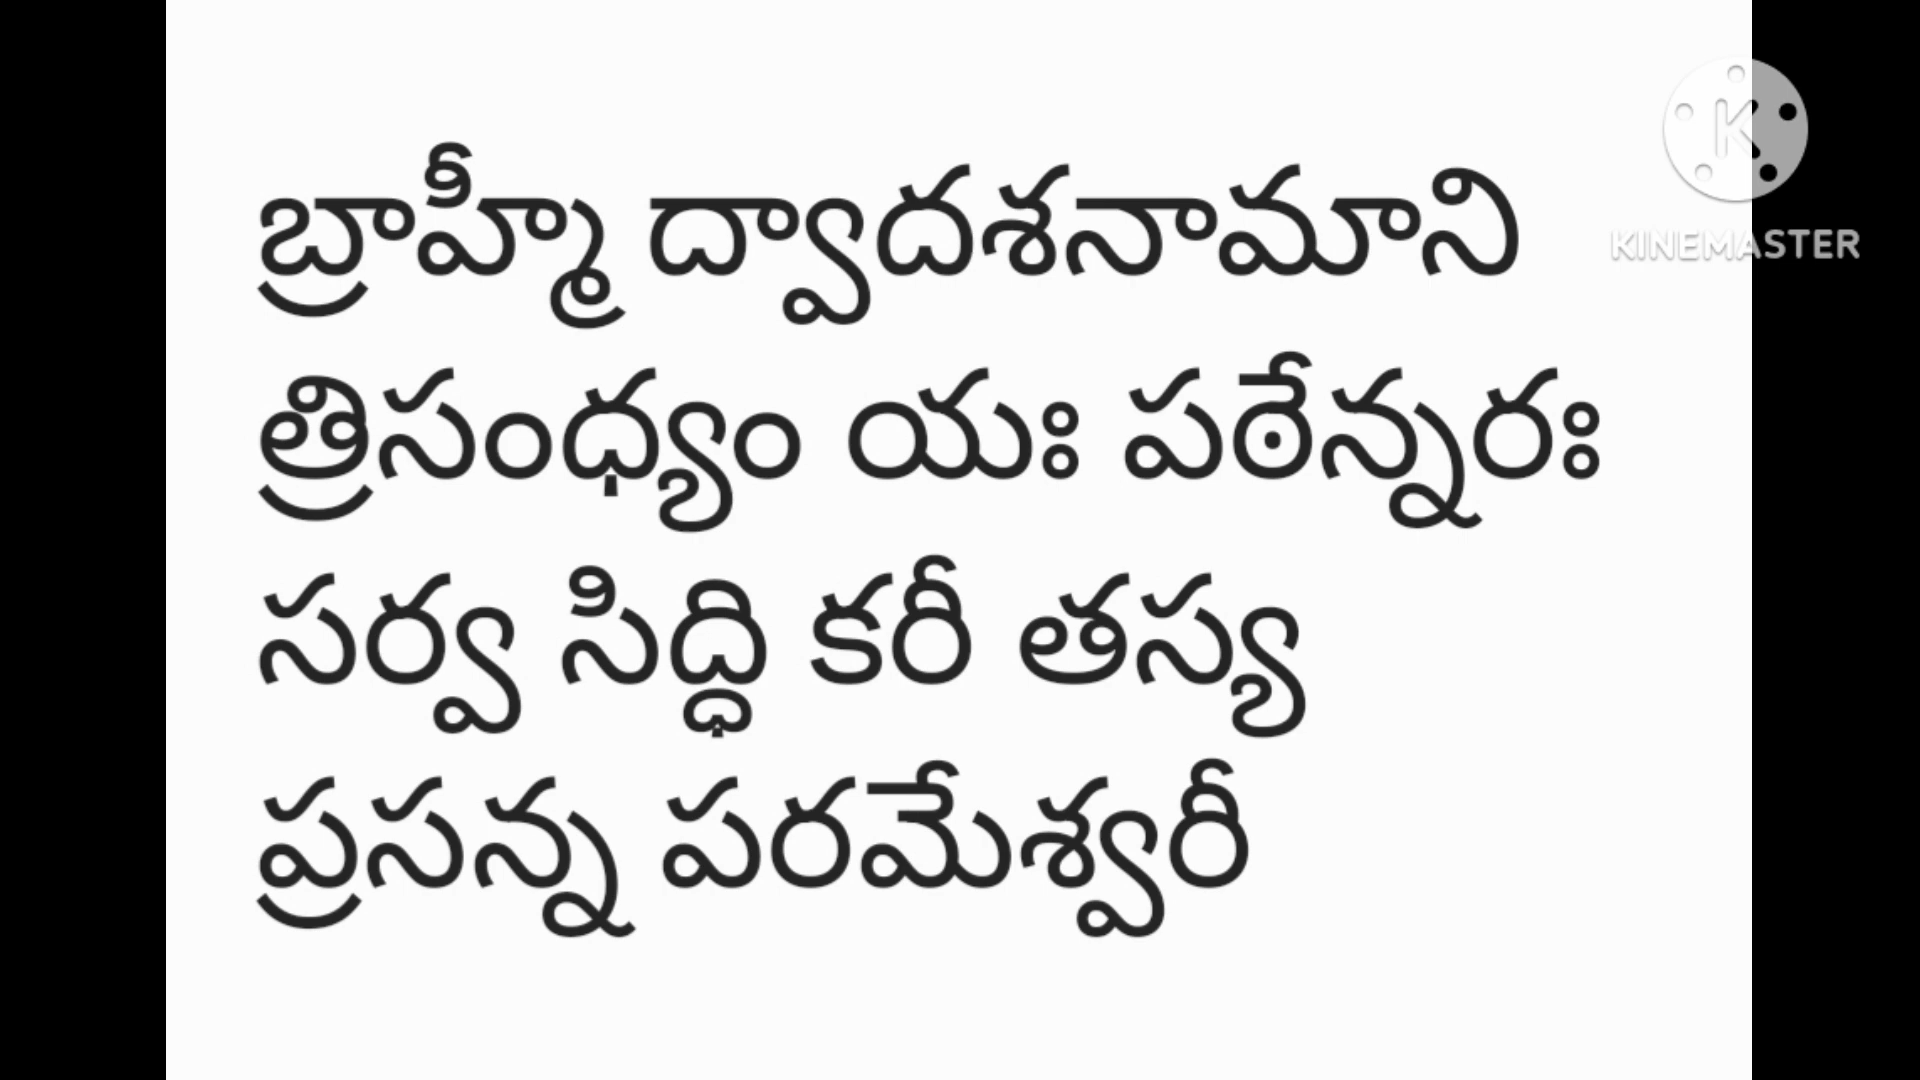 బ్రాహ్మీ ద్వాదశనామాని
త్రిసంధ్యం యః పఠేన్నరః
సర్వ సిద్ధి కరీ తస్య
ప్రసన్న పరమేశ్వరీ
K
KINEMASTER